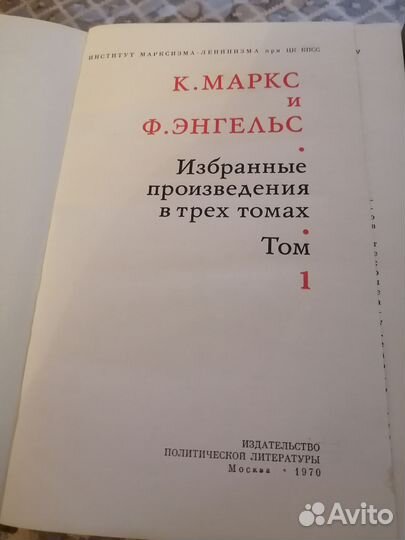 ИНСТИТУТ МАРКСИЗМА-ЛЕНИНИЗМА при ЦК КПСС
К. МАРКС
и
Ф. ЭНГЕЛЬС
Избранные
произведения
в трех томах
Том
1
ИЗДАТЕЛЬСТВО
ПОЛИТИЧЕСКОЙ ЛИТЕРАТУРЫ
Москва • 1970
Avito